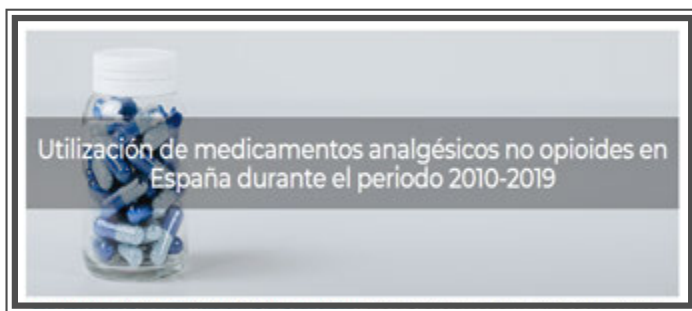 Utilización de medicamentos analgésicos no opioides en
España durante el periodo 2010-2019